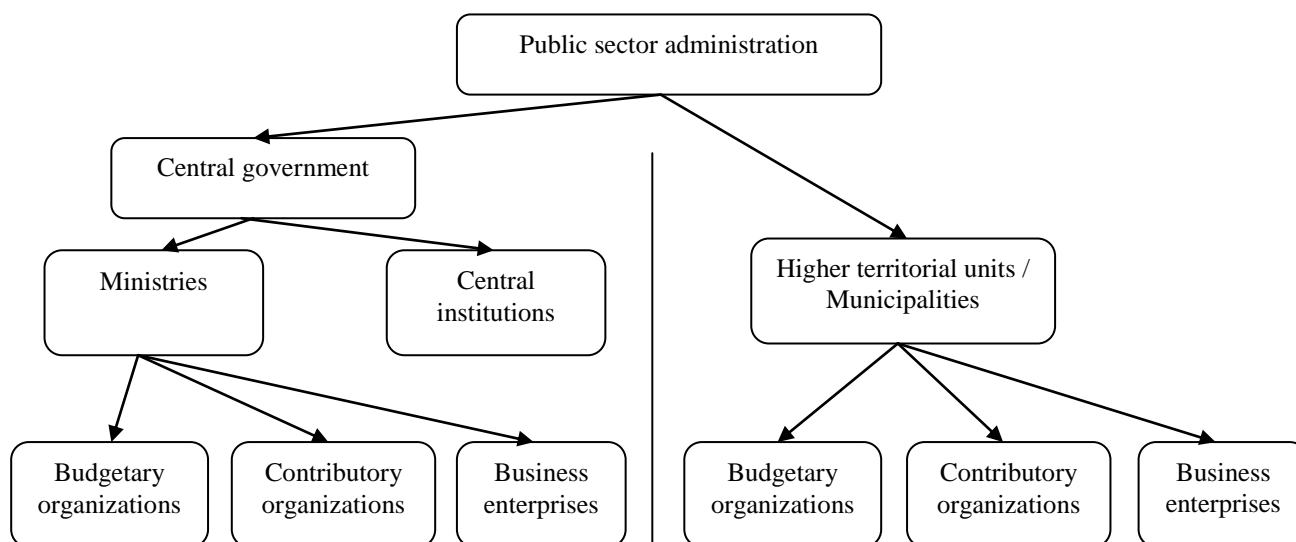 Public sector administration
Central government
Ministries
Central
institutions
Higher territorial units /
Municipalities
Budgetary
organizations
Contributory
organizations
Business
enterprises
Budgetary
organizations
Contributory
organizations
Business
enterprises